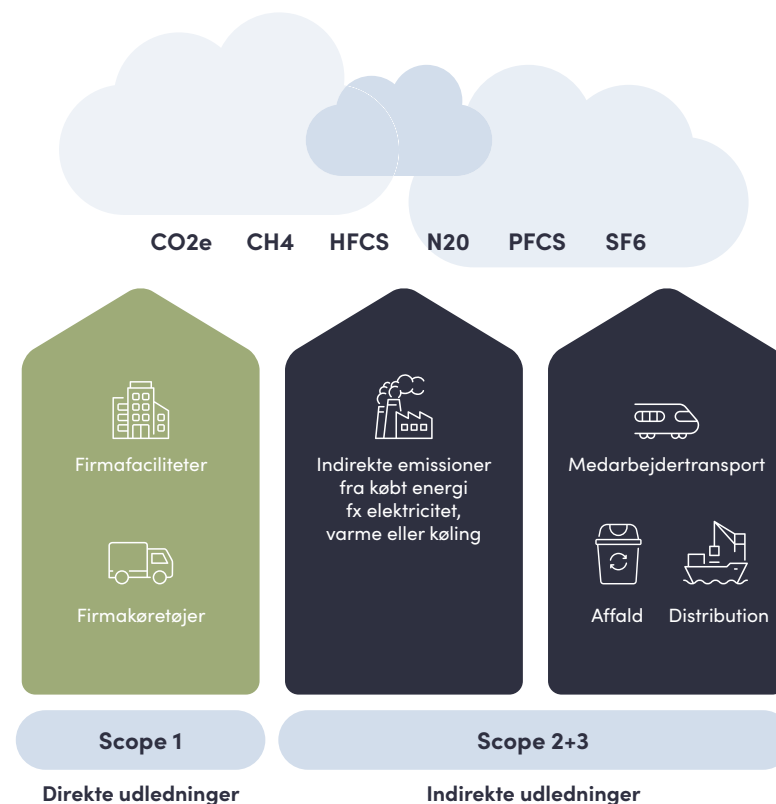 CO2e CH4 HFCS N20 PFCS SF6
Firmafaciliteter
Firmakøretøjer
Indirekte emissioner
fra købt energi
fx elektricitet,
varme eller køling
Medarbejdertransport
Affald Distribution
Scope 1
Scope 2+3
Direkte udledninger
Indirekte udledninger